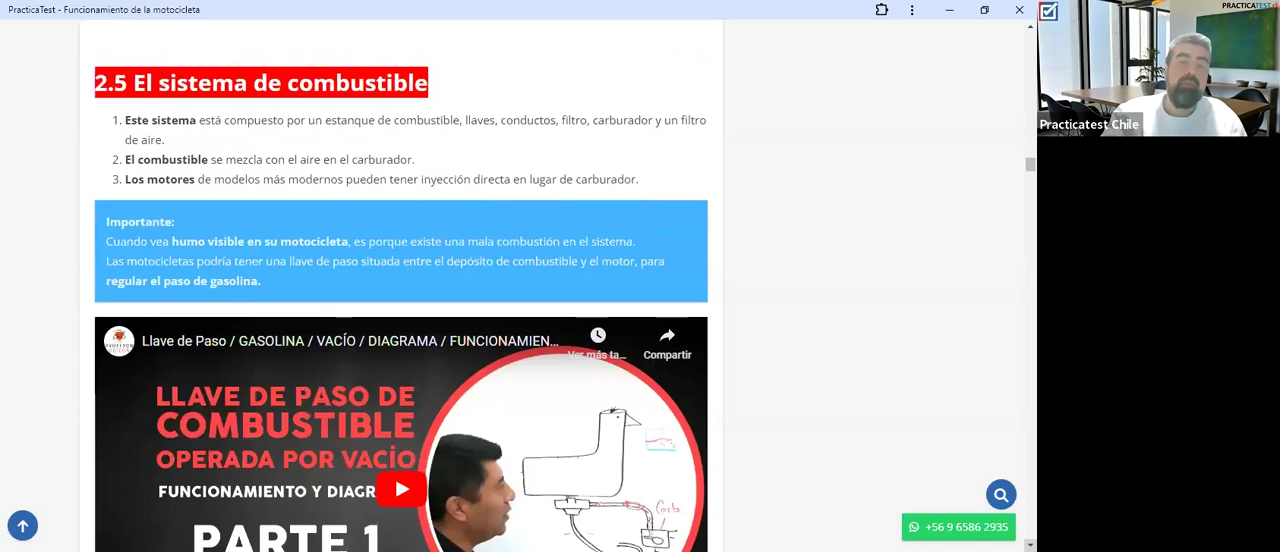 PracticaTest - Funcionamiento de la motocicleta
PRACTICATEST
Practicatest Chile
2.5 El sistema de combustible
1. Este sistema está compuesto por un estanque de combustible, llaves, conductos, filtro, carburador y un filtro
de aire.
2. El combustible se mezcla con el aire en el carburador.
3. Los motores de modelos más modernos pueden tener inyección directa en lugar de carburador.
Importante:
Cuando vea humo visible en su motocicleta, es porque existe una mala combustión en el sistema.
Las motocicletas podría tener una llave de paso situada entre el depósito de combustible y el motor, para
regular el paso de gasolina.
Llave de Paso / GASOLINA / VACÍO / DIAGRAMA / FUNCIONAMIEN...
Ver más ta...
Compartir
LLAVE DE PASO DE
COMBUSTIBLE
OPERADA POR VACÍO
FUNCIONAMIENTO Y DIAGR
PARTE 1
+56 9 6586 2935